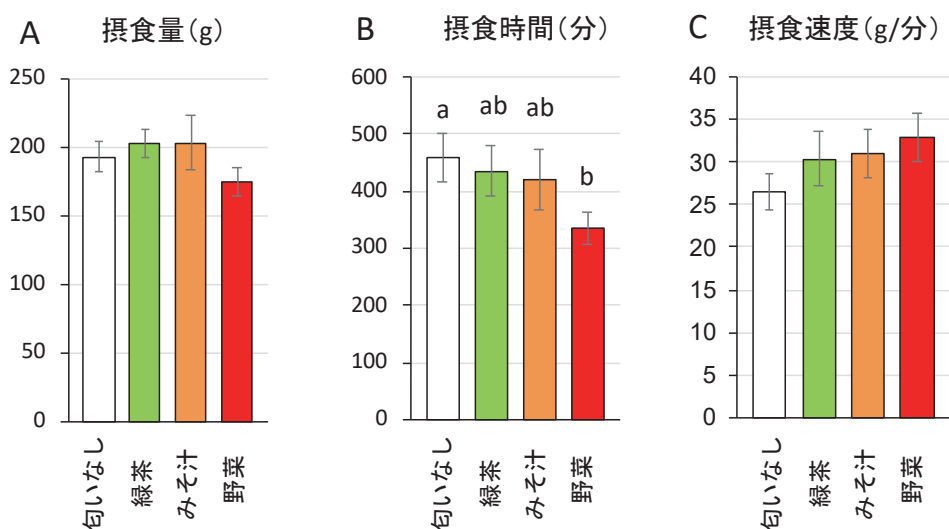 A 摂食量(g)
250
200
150
100
50
0
匂いなし
緑茶
みそ汁
野菜
B 摂食時間(分)
600
500
400
300
400
100
0
a
ab
ab
b
匂いなし
緑茶
みそ汁
野菜
C 摂食速度(g/分)
40
35
30
25
20
15
10
5
0
匂いなし
緑茶
みそ汁
野菜